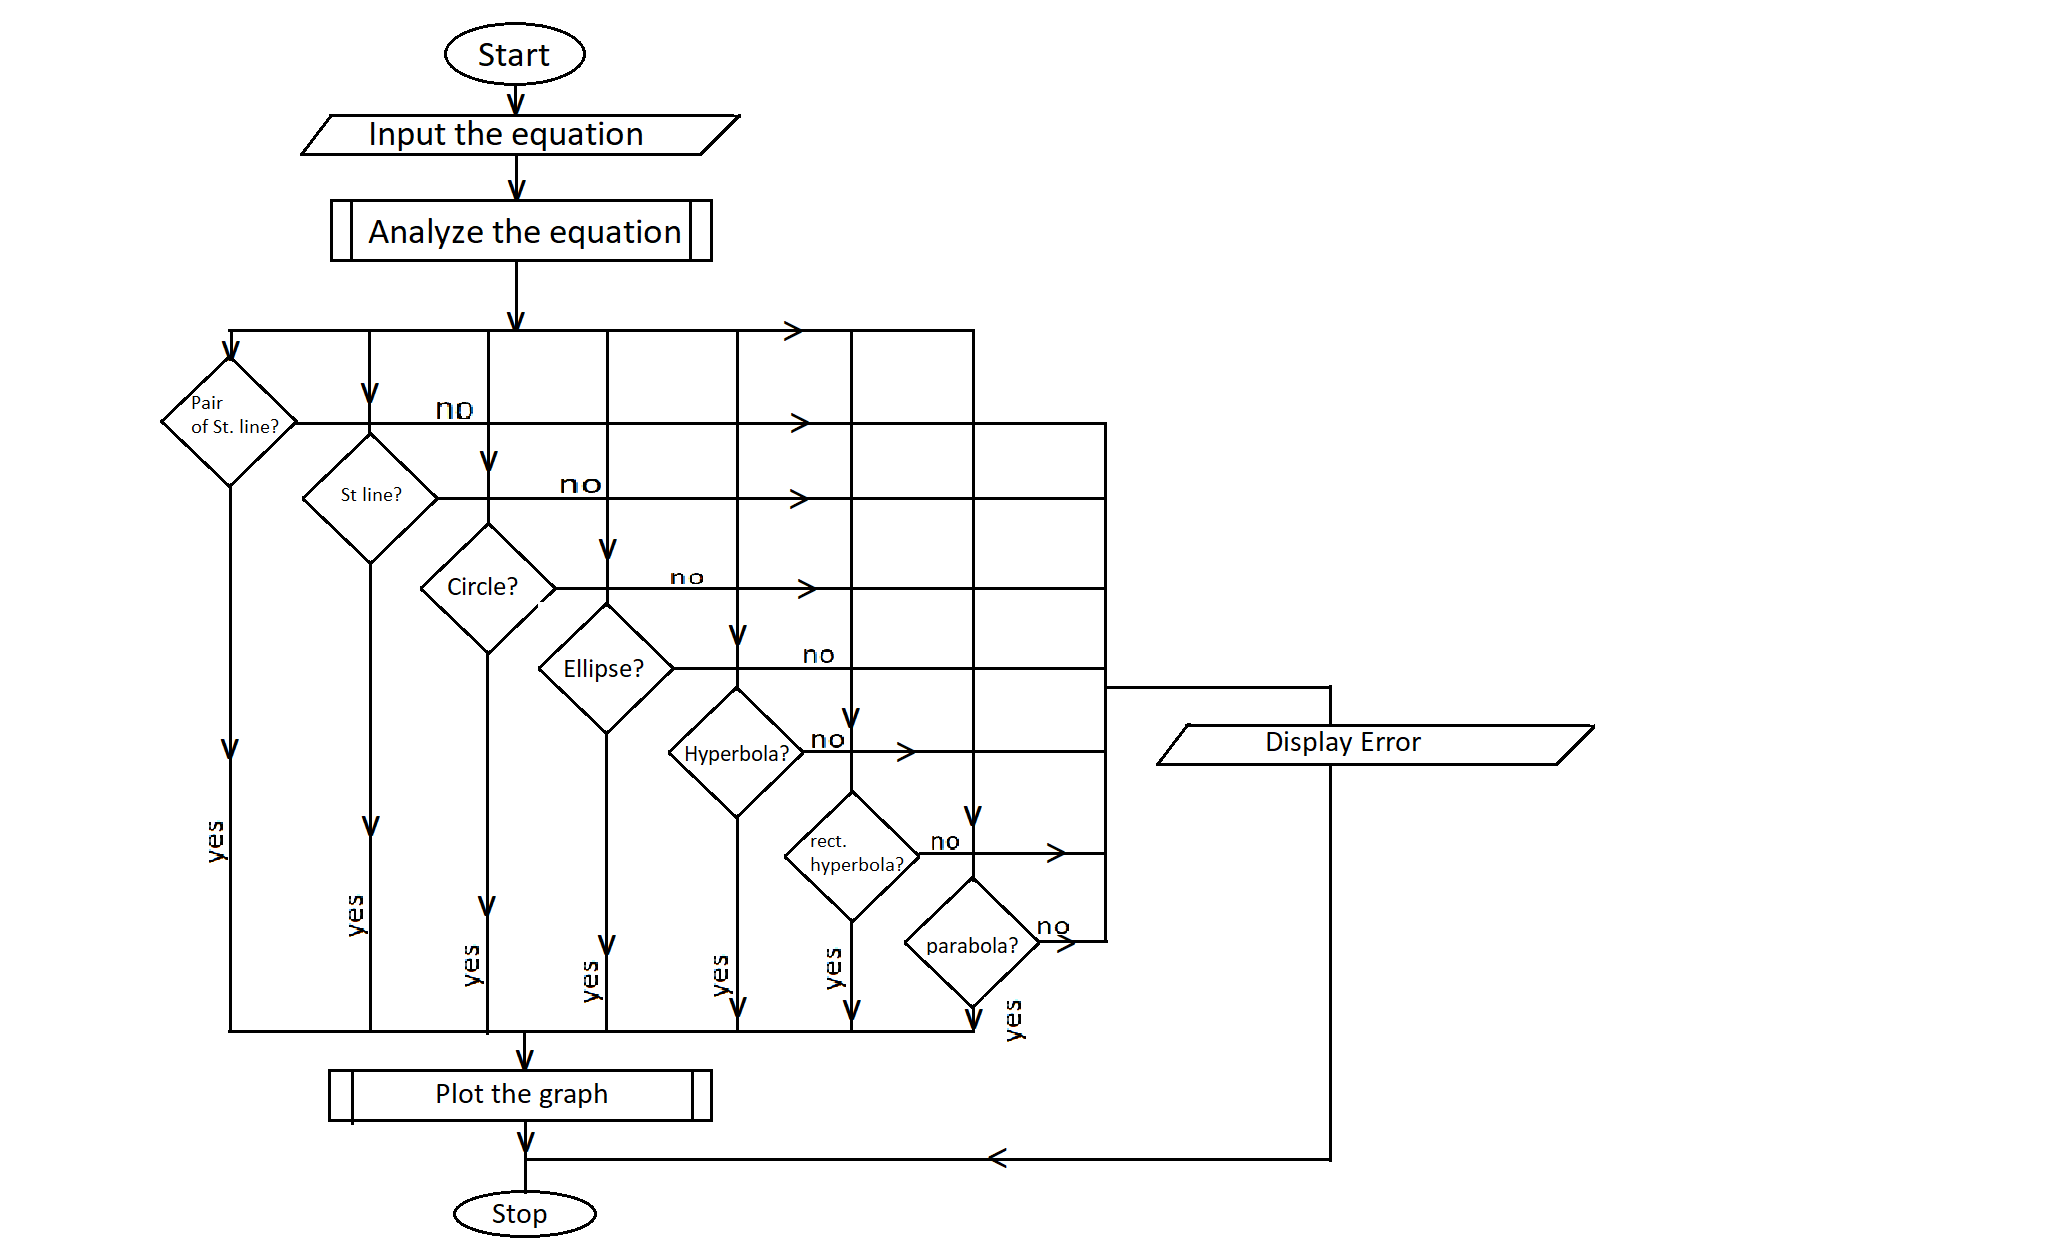 Start
Input the equation
Analyze the equation
Pair
of St. line?
no
St line?
no
Circle?
no
Ellipse?
no
Hyperbola?
no
rect.
hyperbola?
no
parabola?
no
Display Error
yes
yes
yes
yes
yes
yes
yes
Plot the graph
Stop